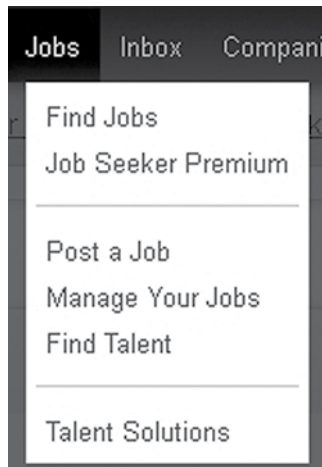 Jobs Inbox Compani
Find Jobs
Job Seeker Premium
Post a Job
Manage Your Jobs
Find Talent
Talent Solutions